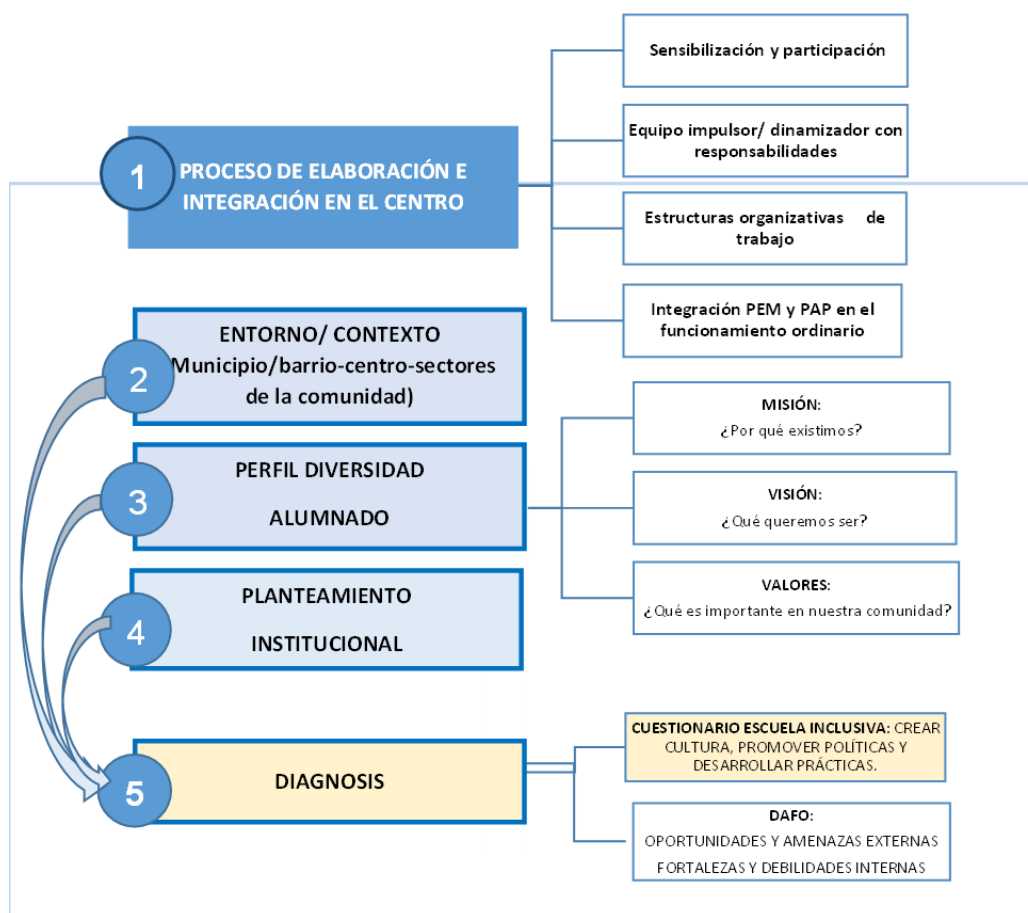 1
PROCESO DE ELABORACIÓN E
INTEGRACIÓN EN EL CENTRO
Sensibilización y participación
Equipo impulsor/ dinamizador con
responsabilidades
Estructuras organizativas de
trabajo
Integración PEM y PAP en el
funcionamiento ordinario
2
ENTORNO/ CONTEXTO
Municipio/barrio-centro-sectores
de la comunidad)
3
PERFIL DIVERSIDAD
ALUMNADO
MISIÓN:
¿Por qué existimos?
VISIÓN:
¿Qué queremos ser?
VALORES:
¿Qué es importante en nuestra comunidad?
4
PLANTEAMIENTO
INSTITUCIONAL
5
DIAGNOSIS
CUESTIONARIO ESCUELA INCLUSIVA: CREAR
CULTURA, PROMOVER POLÍTICAS Y
DESARROLLAR PRÁCTICAS.
DAFO:
OPORTUNIDADES Y AMENAZAS EXTERNAS
FORTALEZAS Y DEBILIDADES INTERNAS